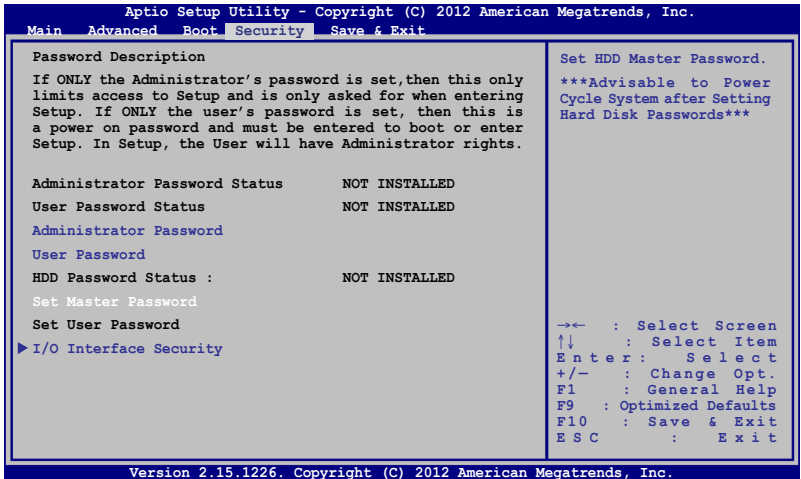 Aptio Setup Utility - Copyright (C) 2012 American Megatrends, Inc.
Main Advanced Boot Security Save & Exit
Password Description
If ONLY the Administrator's password is set,then this only
limits access to Setup and is only asked for when entering
Setup. If ONLY the user's password is set, then this is
a power on password and must be entered to boot or enter
Setup. In Setup, the User will have Administrator rights.
Administrator Password Status NOT INSTALLED
User Password Status NOT INSTALLED
Administrator Password
User Password
HDD Password Status : NOT INSTALLED
Set Master Password
Set User Password
I/O Interface Security
Set HDD Master Password.
***Advisable to Power
Cycle System after Setting
Hard Disk Passwords***
→← : Select Screen
↑↓ : Select Item
Enter: Select
+/— : Change Opt.
F1 : General Help
F9 : Optimized Defaults
F10 : Save & Exit
ESC : Exit
Version 2.15.1226. Copyright (C) 2012 American Megatrends, Inc.